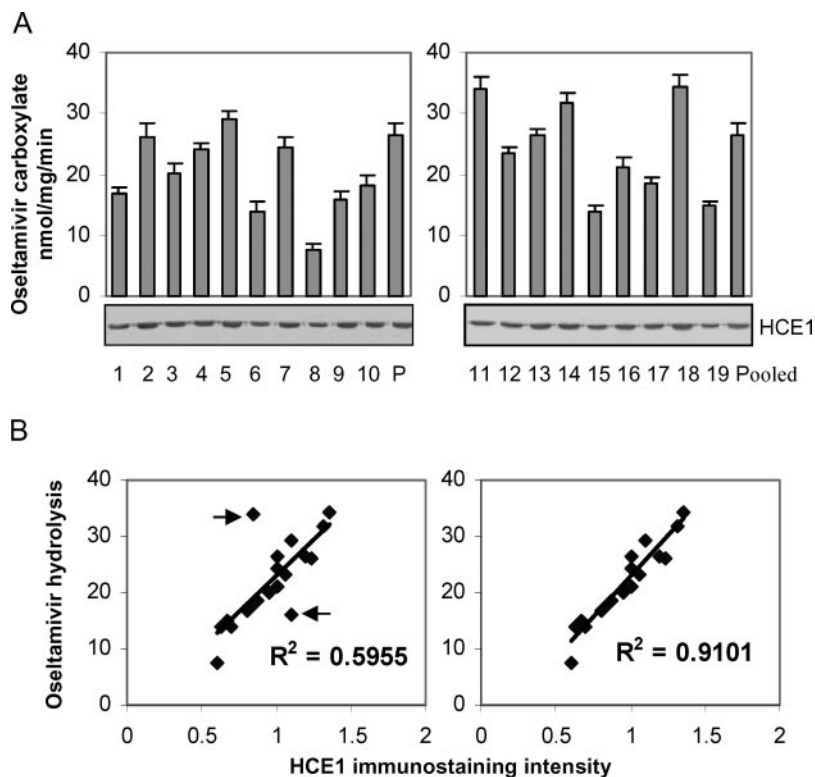 A
Oseltamivir carboxylate
nmol/mg/min
40
30
20
10
0
40
30
20
10
0
HCE1
1 2 3 4 5 6 7 8 9 10 P
11 12 13 14 15 16 17 18 19 Pooled
B
Oseltamivir hydrolysis
40
30
20
10
0
R² = 0.5955
0 0.5 1 1.5 2
40
30
20
10
0
R² = 0.9101
0 0.5 1 1.5 2
HCE1 immunostaining intensity